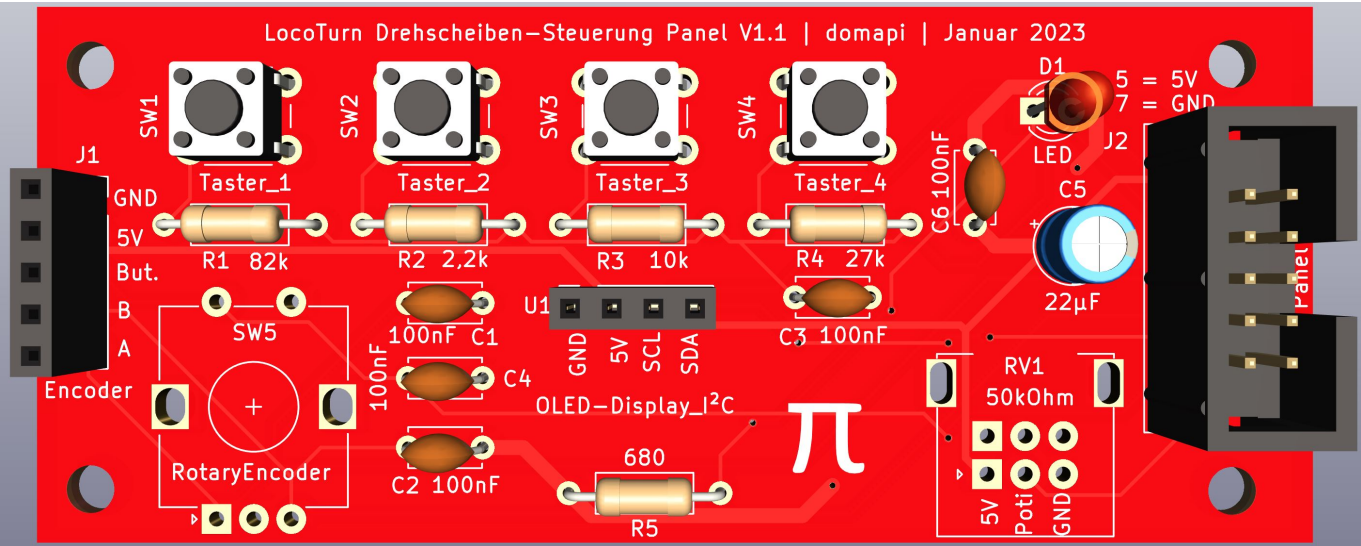 LocoTurn Drehscheiben-Steuerung Panel V1.1 | domapi | Januar 2023
D1
5 = 5V
7 = GND
LED
SW1
SW2
SW3
SW4
Taster_1
Taster_2
Taster_3
Taster_4
J1
GND
5V
But.
B
A
Encoder
R1 82k
R2 2,2k
R3 10k
R4 27k
C6 100nF
C5
+
22µF
J2
Panel
SW5
RotaryEncoder
100nF C1
100nF
C4
C2 100nF
U1
GND
5V
SCL
SDA
OLED-Display_I²C
C3 100nF
π
680
R5
RV1
50kOhm
5V
Poti
GND